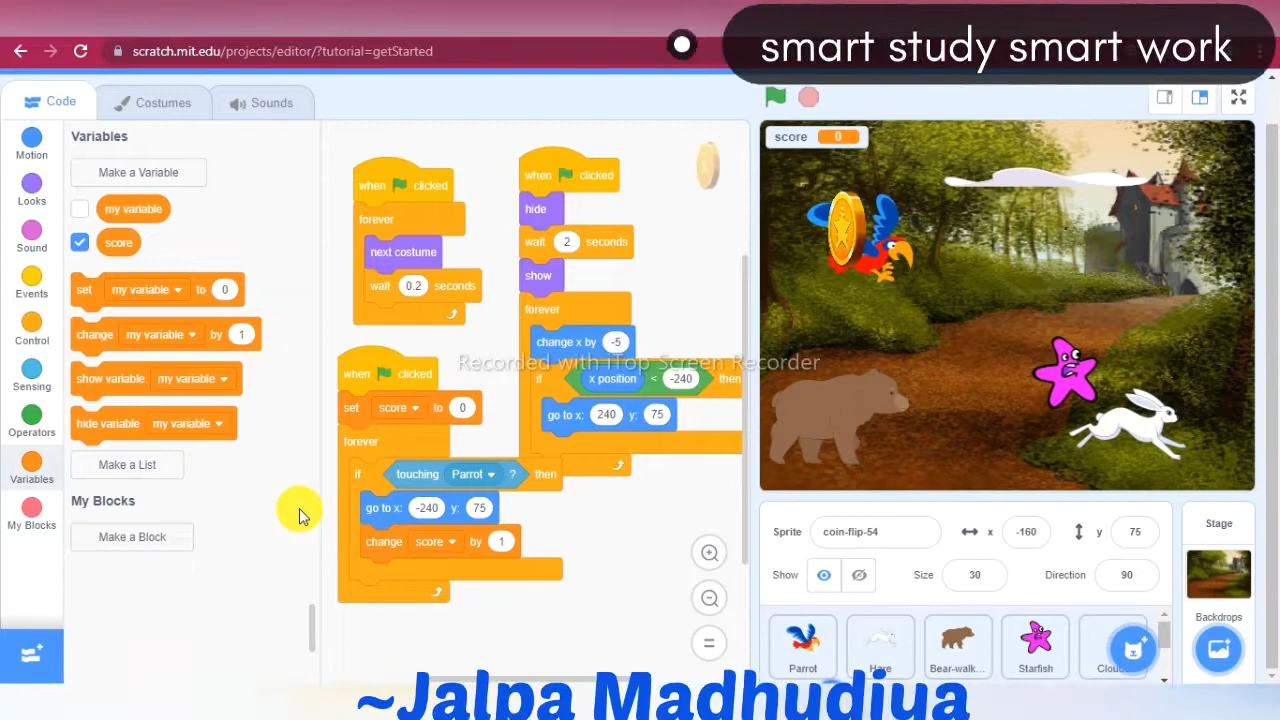 smart study smart work
scratch.mit.edu/projects/editor/?tutorial=getStarted
Code
Costumes
Sounds
Motion
Looks
Sound
Events
Control
Sensing
Operators
Variables
My Blocks
Variables
Make a Variable
my variable
score
set my variable to 0
change my variable by 1
show variable my variable
hide variable my variable
Make a List
My Blocks
Make a Block
when clicked
forever
next costume
wait 0.2 seconds
when clicked
set score to 0
forever
if touching Parrot ? then
go to x: -240 y: 75
change score by 1
when clicked
hide
wait 2 seconds
show
forever
change x by -5
if x position < -240 then
go to x: 240 y: 75
Recorded with iTop Screen Recorder
score 0
Sprite coin-flip-54 x -160 y 75
Show Size 30 Direction 90
Parrot
Hare
Bear-walk...
Starfish
Stage
Backdrops
~Jalpa Madhudiya